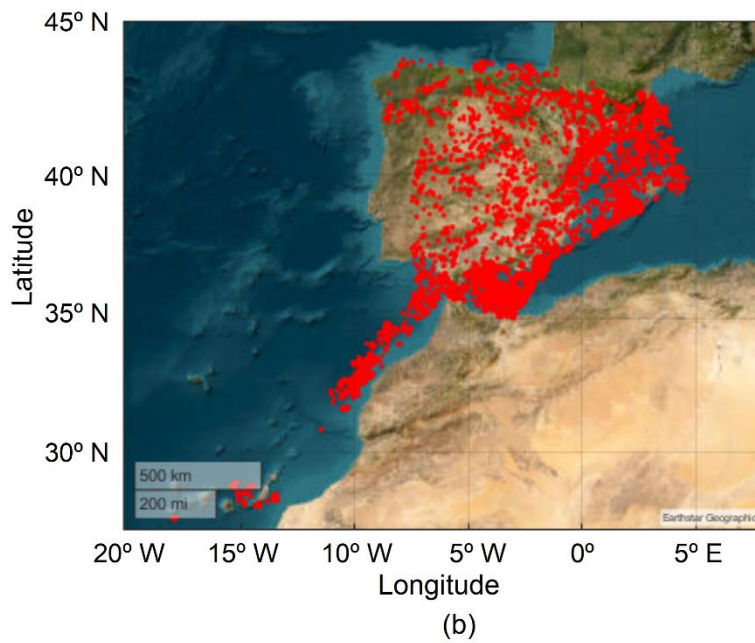 45º N
40º N
35º N
30º N
Latitude
500 km
200 mi
Earthstar Geographic
20º W
15º W
10º W
5º W
0º
5º E
Longitude
(b)